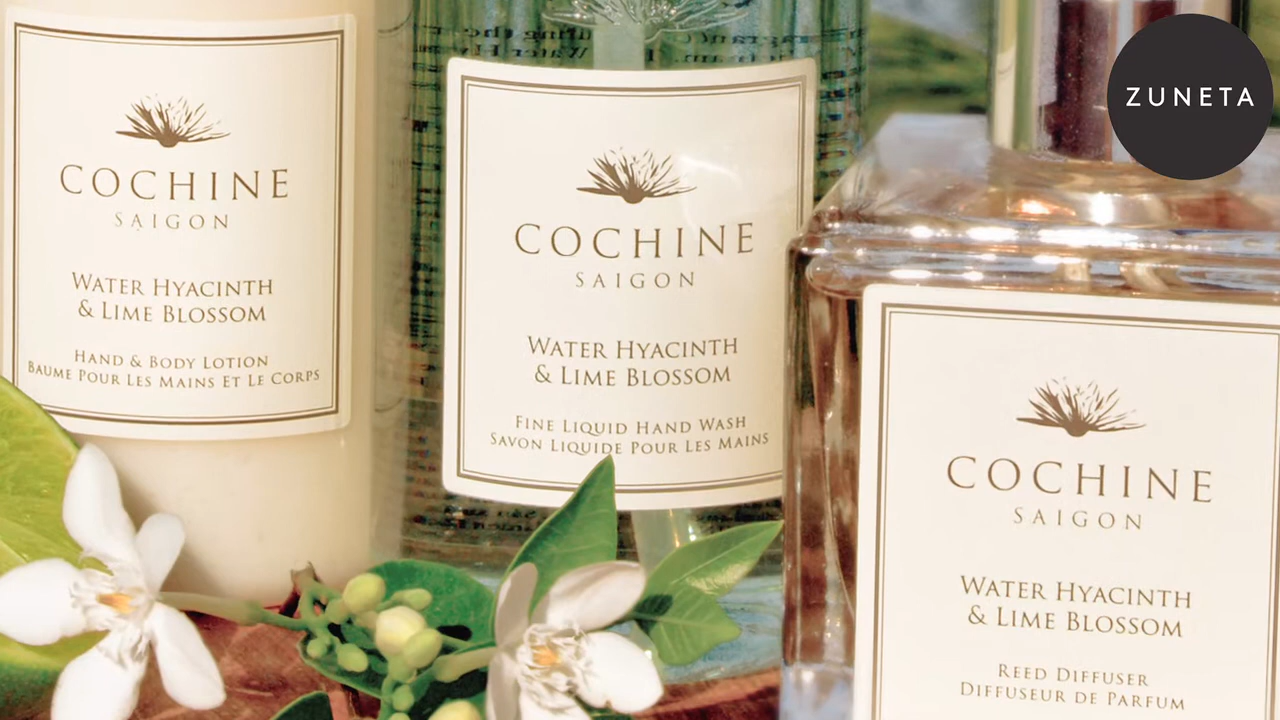 COCHINE
SAIGON
WATER HYACINTH
& LIME BLOSSOM
HAND & BODY LOTION
BAUME POUR LES MAINS ET LE CORPS
COCHINE
SAIGON
WATER HYACINTH
& LIME BLOSSOM
FINE LIQUID HAND WASH
SAVON LIQUIDE POUR LES MAINS
ZUNETA
COCHINE
SAIGON
WATER HYACINTH
& LIME BLOSSOM
REED DIFFUSER
DIFFUSEUR DE PARFUM